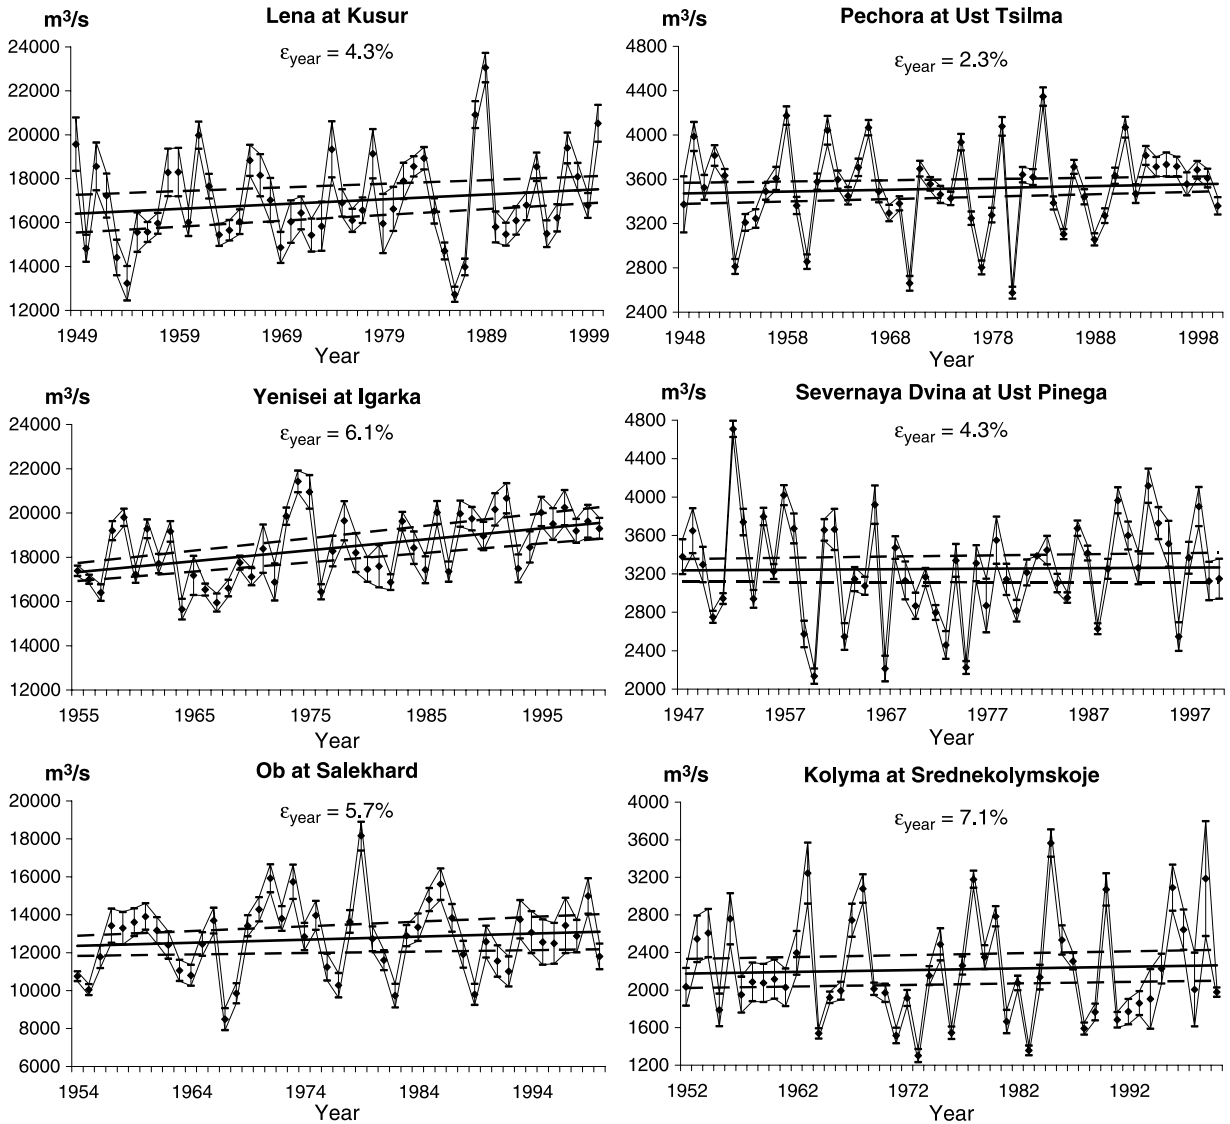 Lena at Kusur
m³/s
εyear = 4.3%
24000
22000
20000
18000
16000
14000
12000
1949 1959 1969 1979 1989 1999
Year
Pechora at Ust Tsilma
m³/s
εyear = 2.3%
4800
4400
4000
3600
3200
2800
2400
1948 1958 1968 1978 1988 1998
Year
Yenisei at Igarka
m³/s
εyear = 6.1%
24000
22000
20000
18000
16000
14000
12000
1955 1965 1975 1985 1995
Year
Severnaya Dvina at Ust Pinega
m³/s
εyear = 4.3%
4800
4400
4000
3600
3200
2800
2400
2000
1947 1957 1967 1977 1987 1997
Year
Ob at Salekhard
m³/s
εyear = 5.7%
20000
18000
16000
14000
12000
10000
8000
6000
1954 1964 1974 1984 1994
Year
Kolyma at Srednekolymskoje
m³/s
εyear = 7.1%
4000
3600
3200
2800
2400
2000
1600
1200
1952 1962 1972 1982 1992
Year